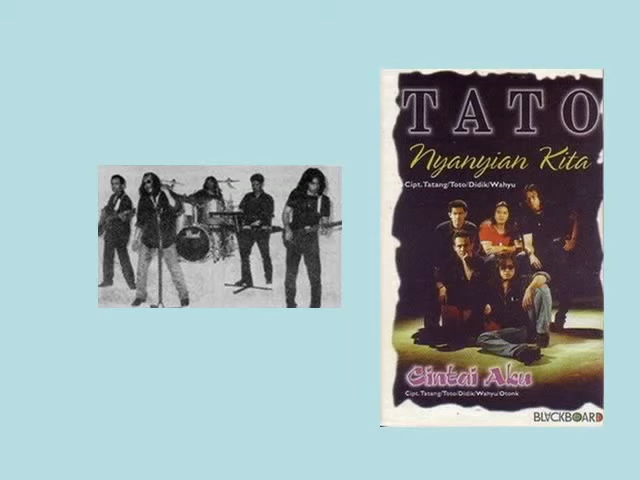 TATO
Nyanyian Kita
Cipt. Tatang/Toto/Didik/Wahyu
Cintai Aku
Cipt. Tatang/Toto/Didik/Wahyu/Otonk
BLACKBOARD